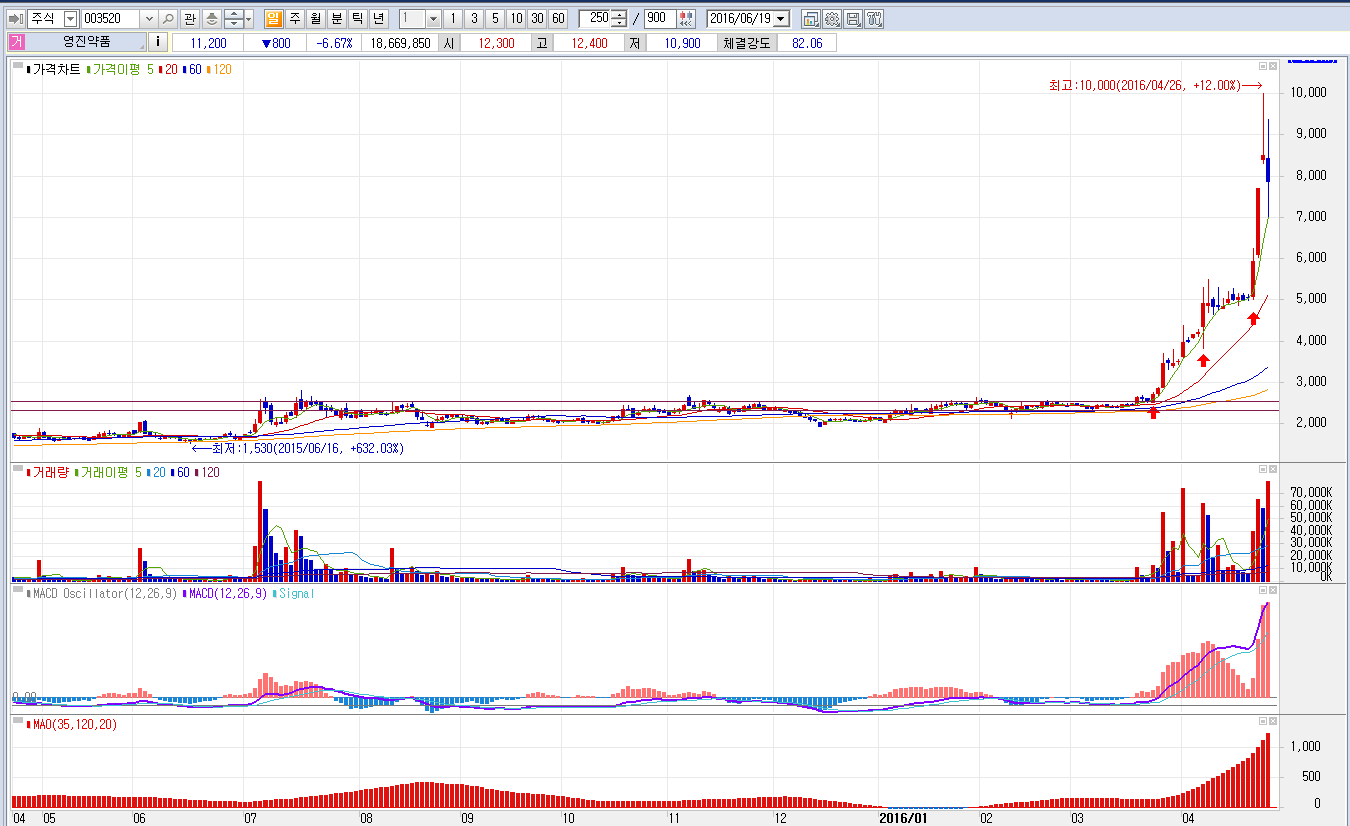 주식 003520 관 일 주 월 분 틱 년 1 1 3 5 10 30 60 250 / 900 2016/06/19
거 영진약품 i 11,200 ▼800 -6.67% 18,669,850 시 12,300 고 12,400 저 10,900 체결강도 82.06
가격차트 가격이평 5 20 60 120
최고:10,000(2016/04/26, +12.00%)
10,000
9,000
8,000
7,000
6,000
5,000
4,000
3,000
2,000
최저:1,530(2015/06/16, +632.03%)
거래량 거래이평 5 20 60 120
70,000K
60,000K
50,000K
40,000K
30,000K
20,000K
10,000K
0K
MACD Oscillator(12,26,9) MACD(12,26,9) Signal
0.00
MAO(35,120,20)
1,000
500
0
04 05 06 07 08 09 10 11 12 2016/01 02 03 04